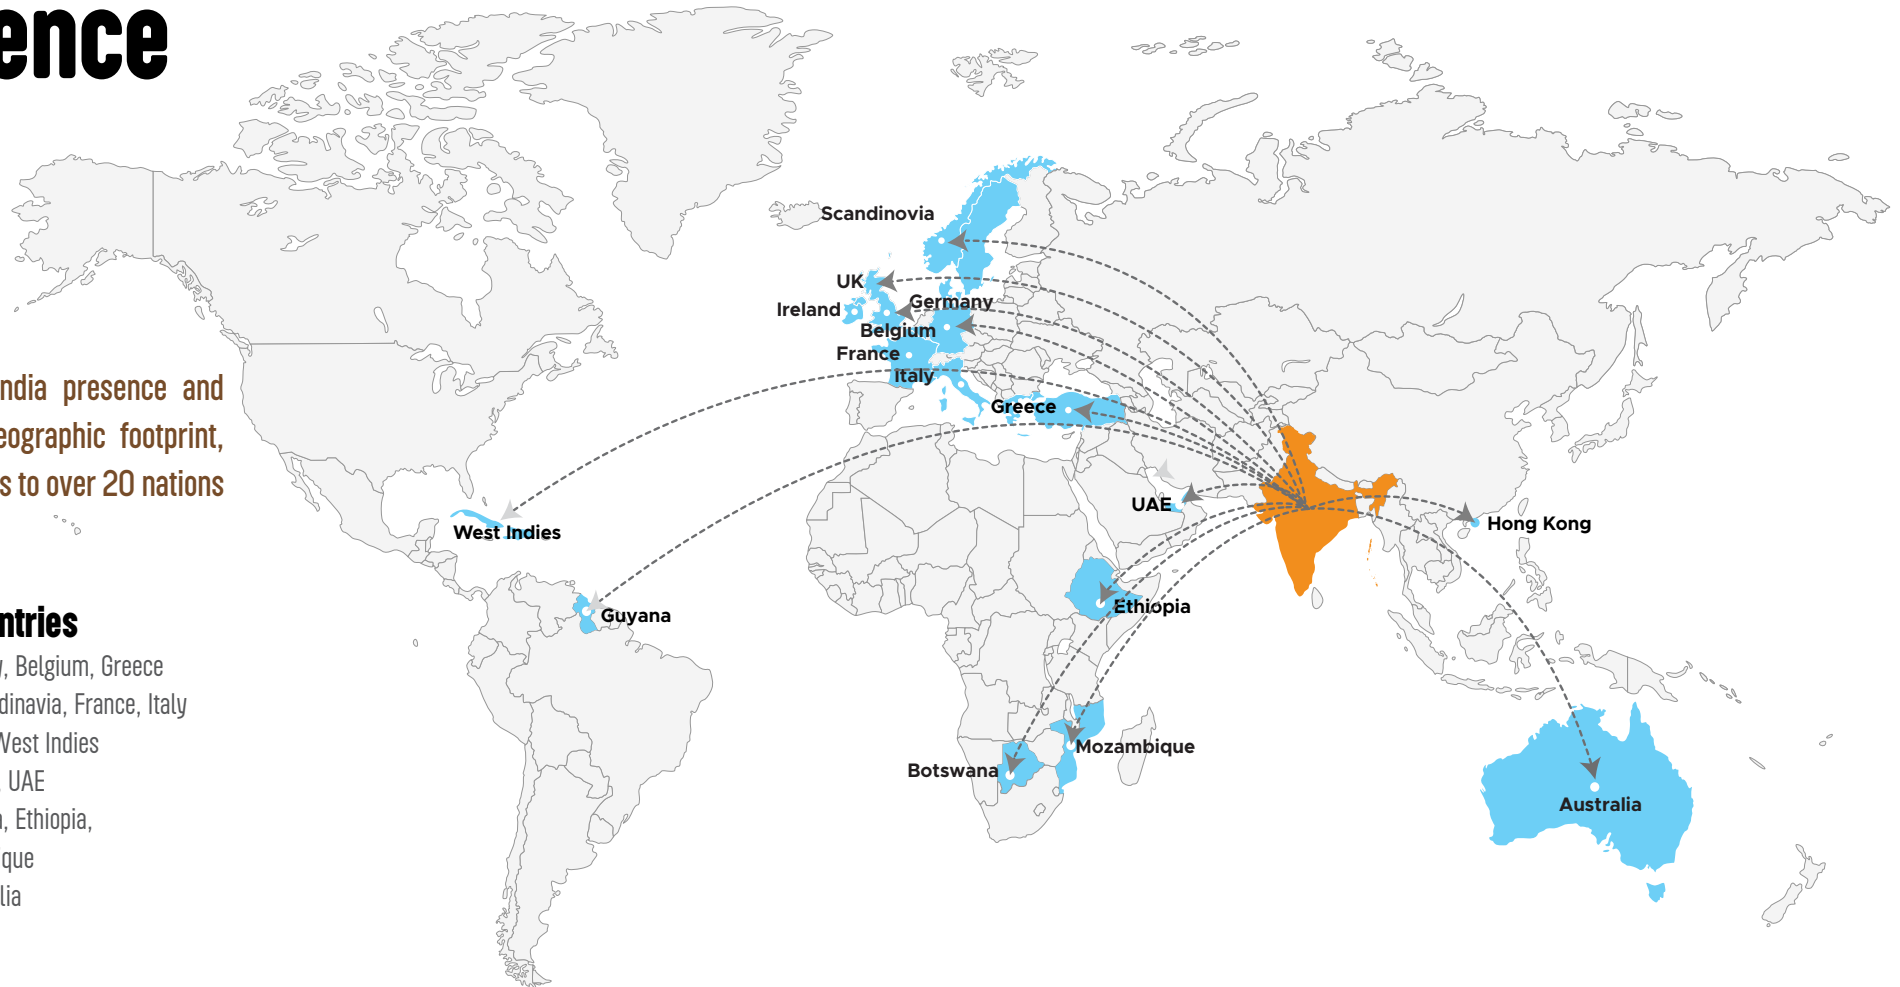 ence
ndia presence and
eographic footprint,
s to over 20 nations
ntries
, Belgium, Greece
dinavia, France, Italy
West Indies
UAE
, Ethiopia,
que
lia
Scandinovia
UK
Germany
Ireland
Belgium
France
Italy
Greece
UAE
Hong Kong
West Indies
Guyana
Ethiopia
Mozambique
Botswana
Australia